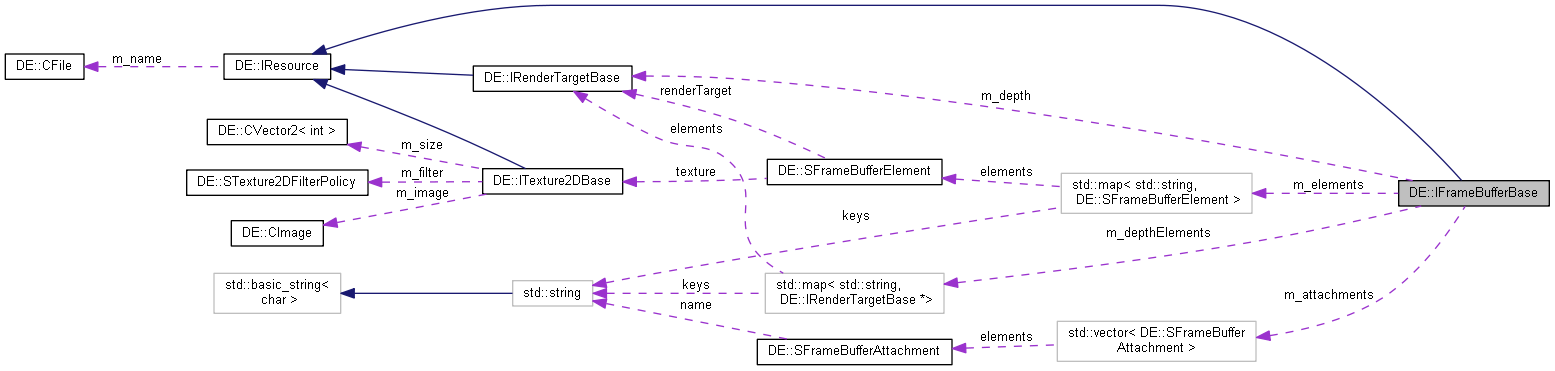 DE::CFile
m_name
DE::IResource
DE::IRenderTargetBase
m_depth
renderTarget
elements
DE::CVector2< int >
m_size
DE::STexture2DFilterPolicy
m_filter
m_image
DE::ITexture2DBase
texture
DE::SFrameBufferElement
elements
std::map< std::string,
DE::SFrameBufferElement >
m_elements
DE::IFrameBufferBase
DE::CImage
keys
m_depthElements
std::basic_string<
char >
std::string
keys
name
std::map< std::string,
DE::IRenderTargetBase *>
m_attachments
DE::SFrameBufferAttachment
elements
std::vector< DE::SFrameBuffer
Attachment >